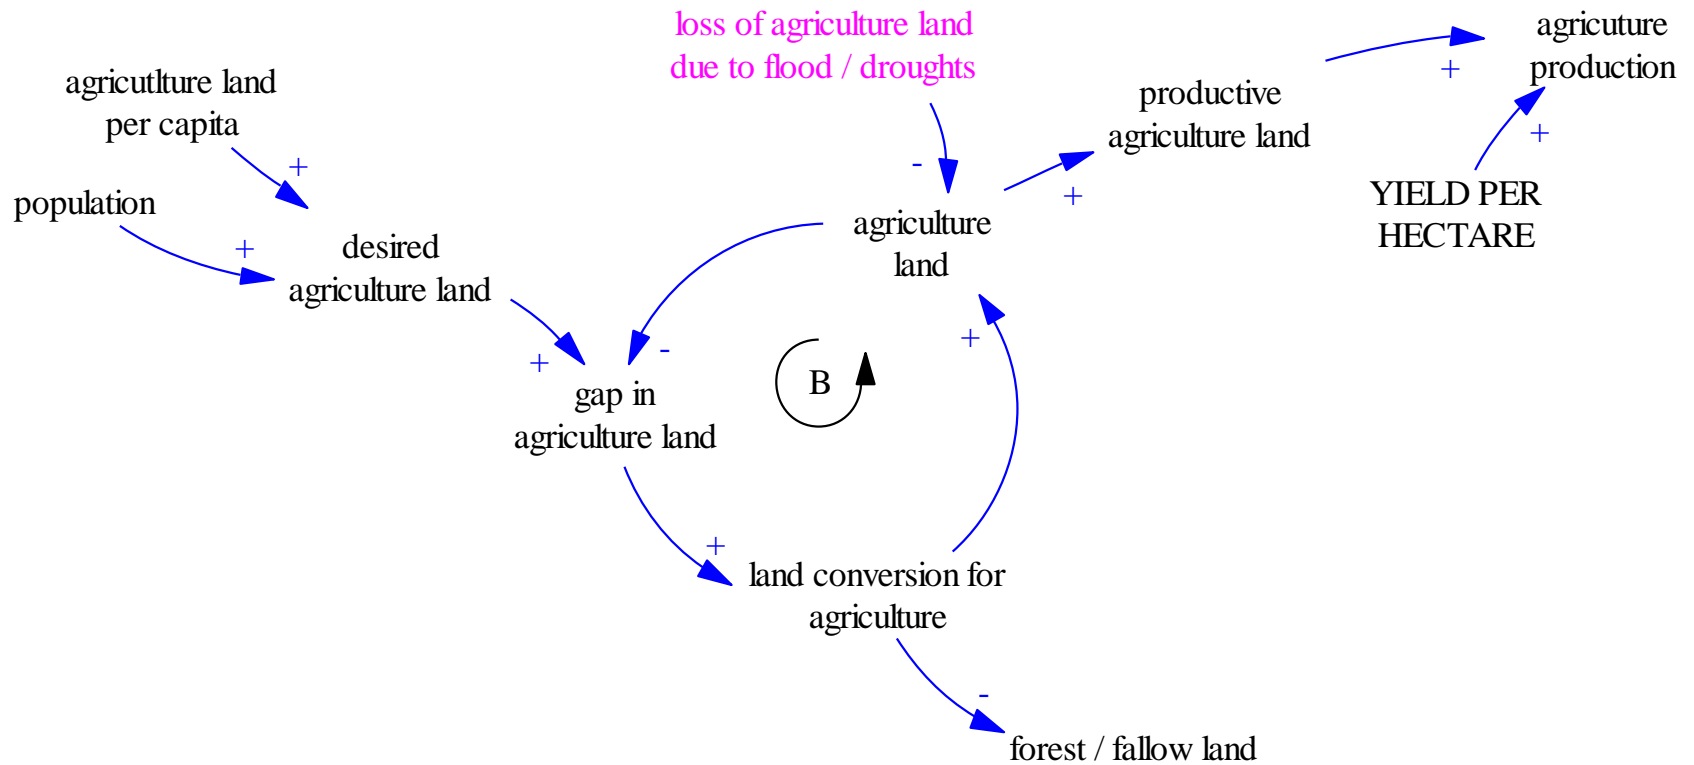 loss of agriculture land
due to flood / droughts
agricuture
production
agricutlture land
per capita
+
productive
agriculture land
+
+
-
+
population
YIELD PER
HECTARE
agriculture
land
+
desired
agriculture land
+
-
+
B
gap in
agriculture land
+
land conversion for
agriculture
-
forest / fallow land